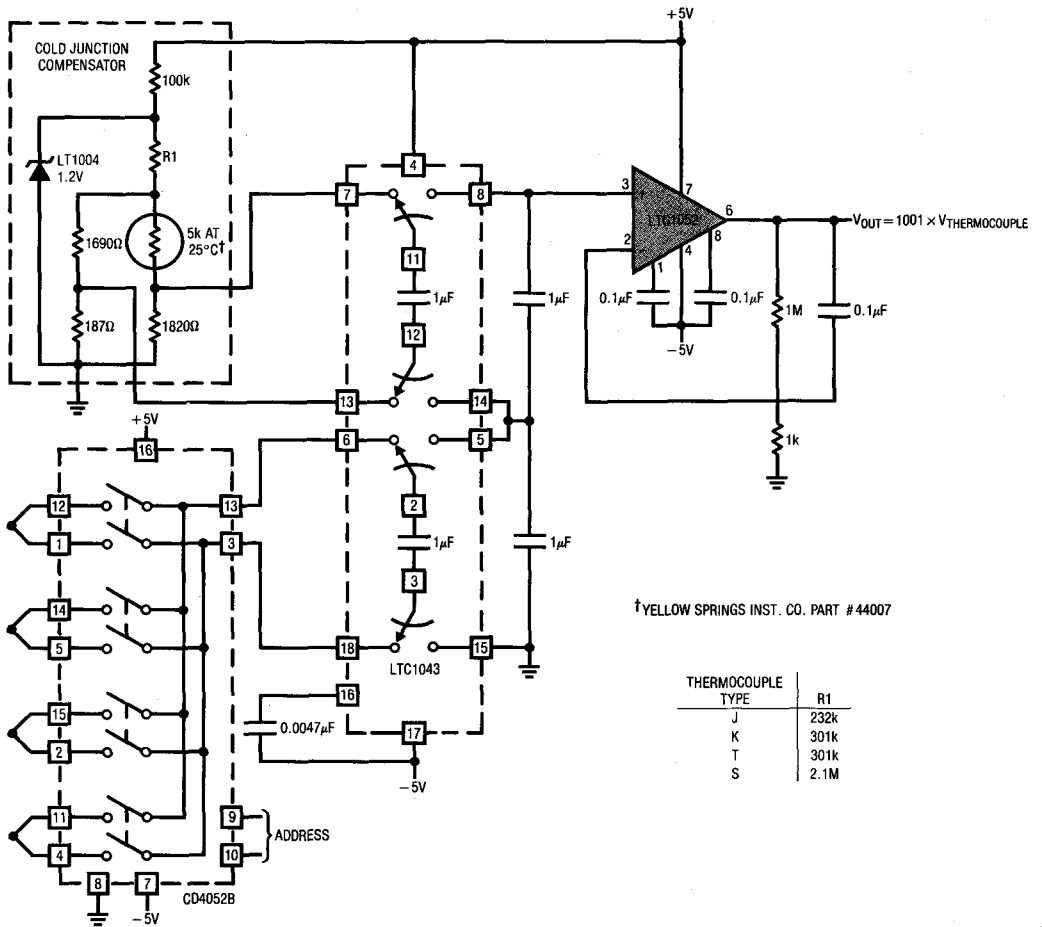 +5V
COLD JUNCTION
COMPENSATOR
100k
LT1004
1.2V
R1
1690Ω
5k AT
25°C†
187Ω
1820Ω
4
7
8
11
1µF
12
13
14
6
5
2
1µF
3
18
15
LTC1043
16
0.0047µF
17
−5V
1µF
1µF
3
+
2
−
LTC1052
7
6
8
4
1
0.1µF
0.1µF
−5V
VOUT = 1001 × VTHERMOCOUPLE
1M
0.1µF
1k
+5V
16
12
13
1
3
14
5
15
2
11
9
ADDRESS
4
10
8
7
CD4052B
−5V
†YELLOW SPRINGS INST. CO. PART #44007
THERMOCOUPLE
TYPE R1
J 232k
K 301k
T 301k
S 2.1M